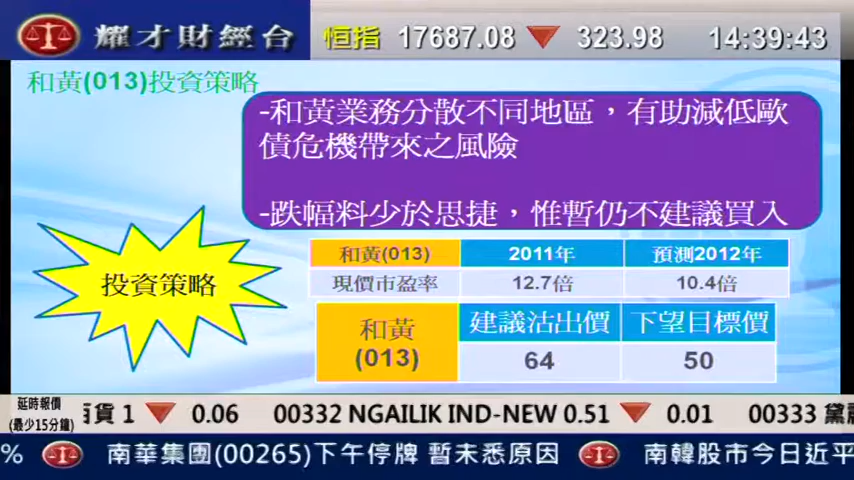 耀才財經台
恒指 17687.08 323.98 14:39:43
和黃(013)投資策略
-和黃業務分散不同地區，有助減低歐
債危機帶來之風險
-跌幅料少於思捷，惟暫仍不建議買入
投資策略
和黃(013) 2011年 預測2012年
現價市盈率 12.7倍 10.4倍
和黃
(013)
建議沽出價 下望目標價
64 50
延時報價
(最少15分鐘)
百貨 1 0.06 00332 NGAILIK IND-NEW 0.51 0.01 00333
% 南華集團(00265)下午停牌 暫未悉原因 南韓股市今日近平